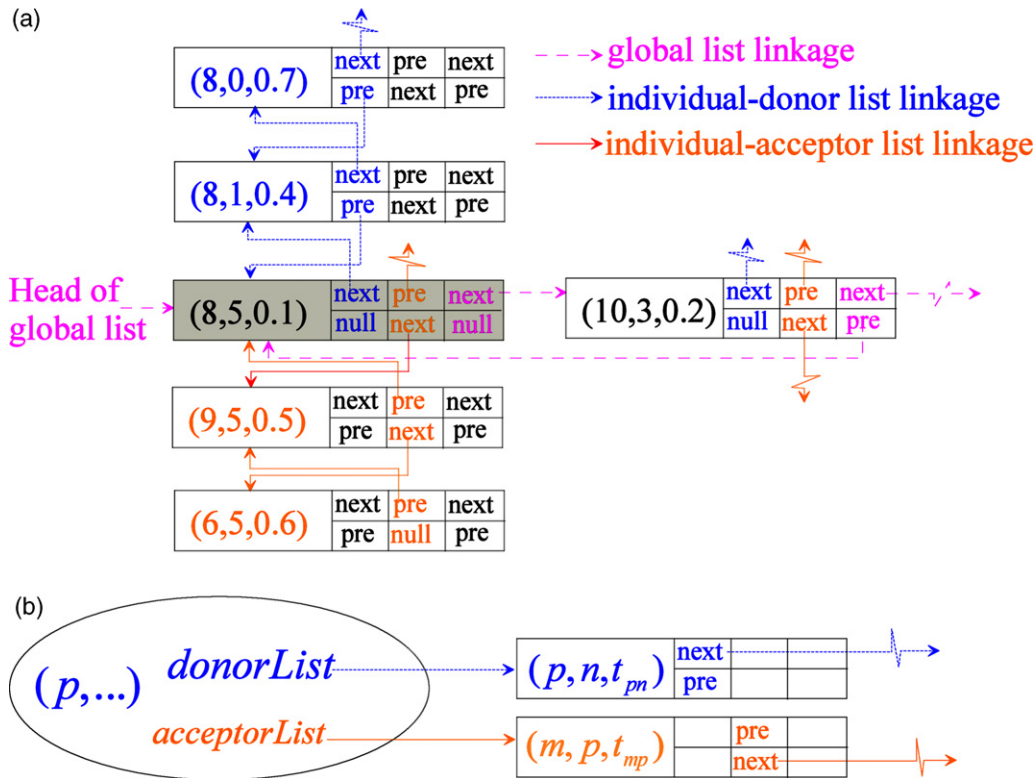 (a)
global list linkage
individual-donor list linkage
individual-acceptor list linkage
(8,0,0.7) next pre next
pre next pre
(8,1,0.4) next pre next
pre next pre
Head of
global list
(8,5,0.1) next pre next
null next null
(10,3,0.2) next pre next
null next pre
(9,5,0.5) next pre next
pre next pre
(6,5,0.6) next pre next
pre null pre
(b)
(p,...) donorList
acceptorList
(p, n, t_pn) next
pre
(m, p, t_mp) pre
next